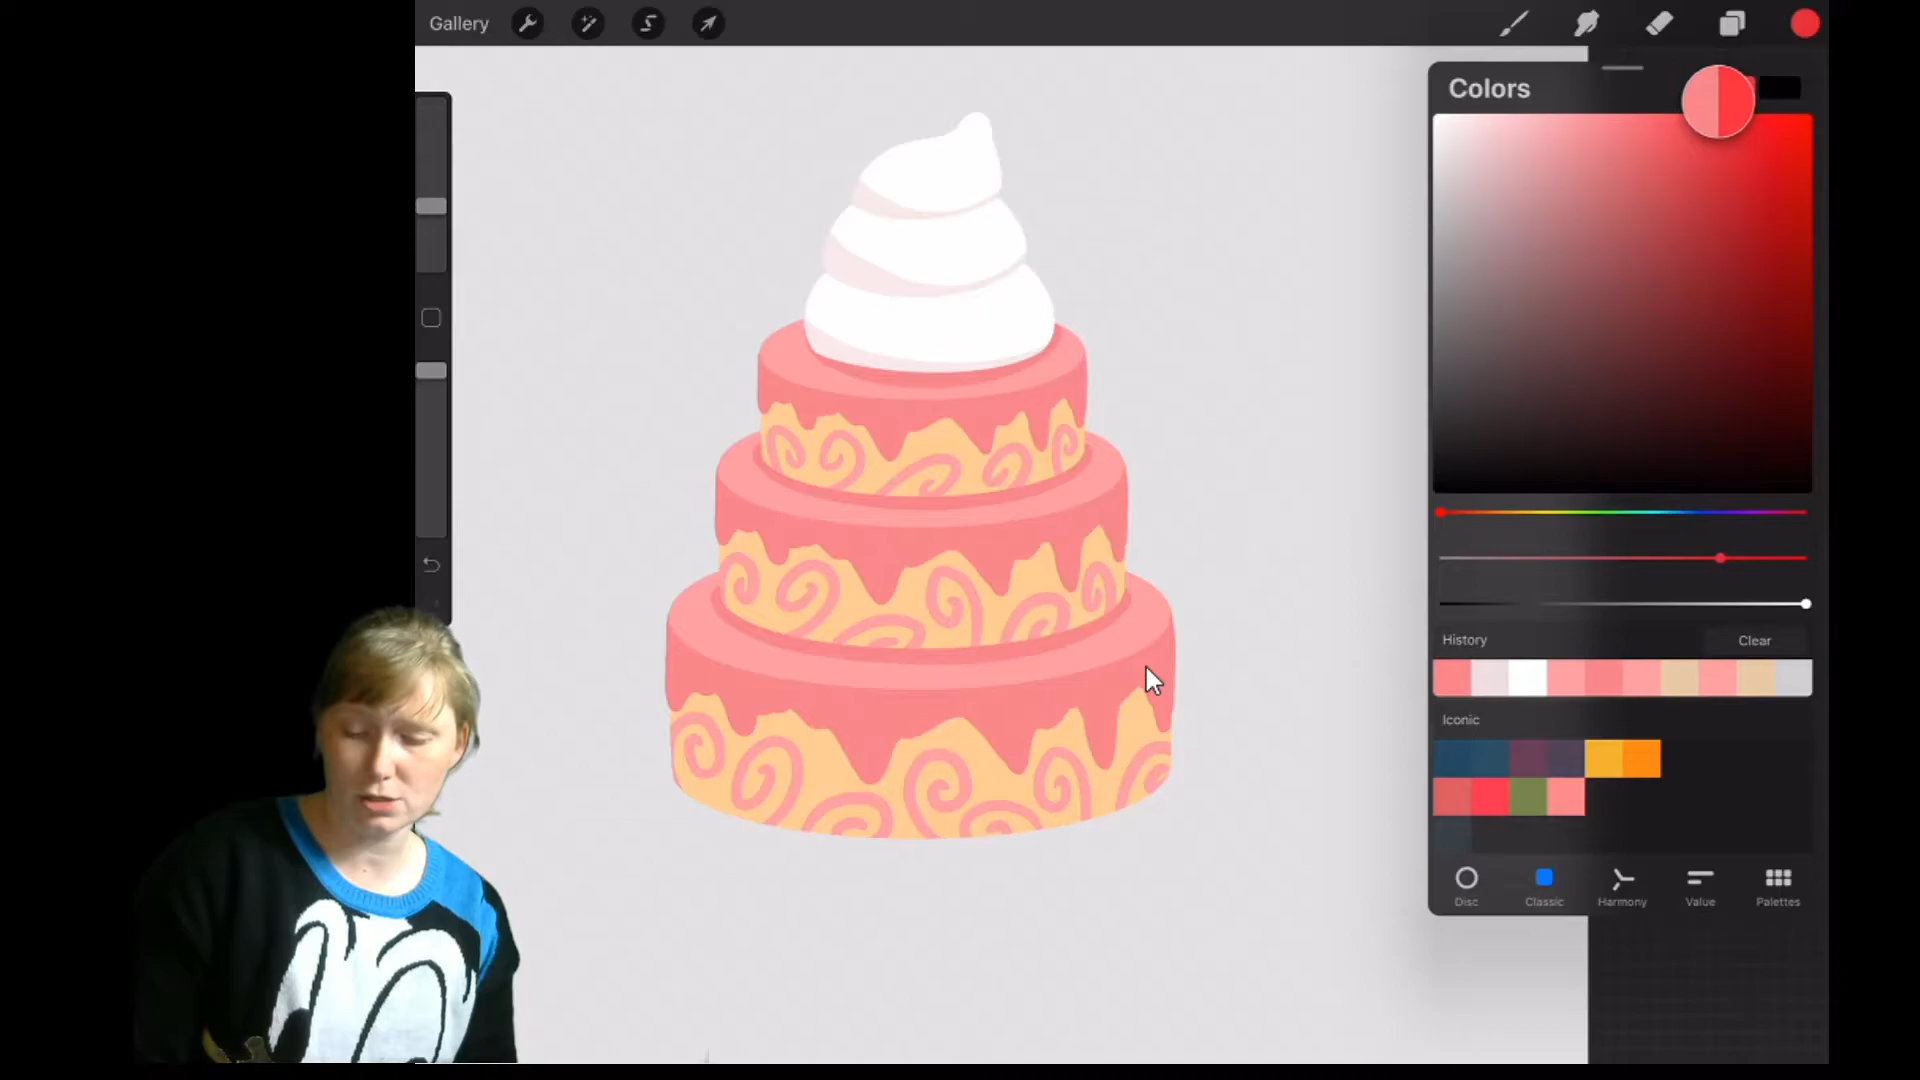 Gallery
Colors
History
Clear
Iconic
Disc
Classic
Harmony
Value
Palettes